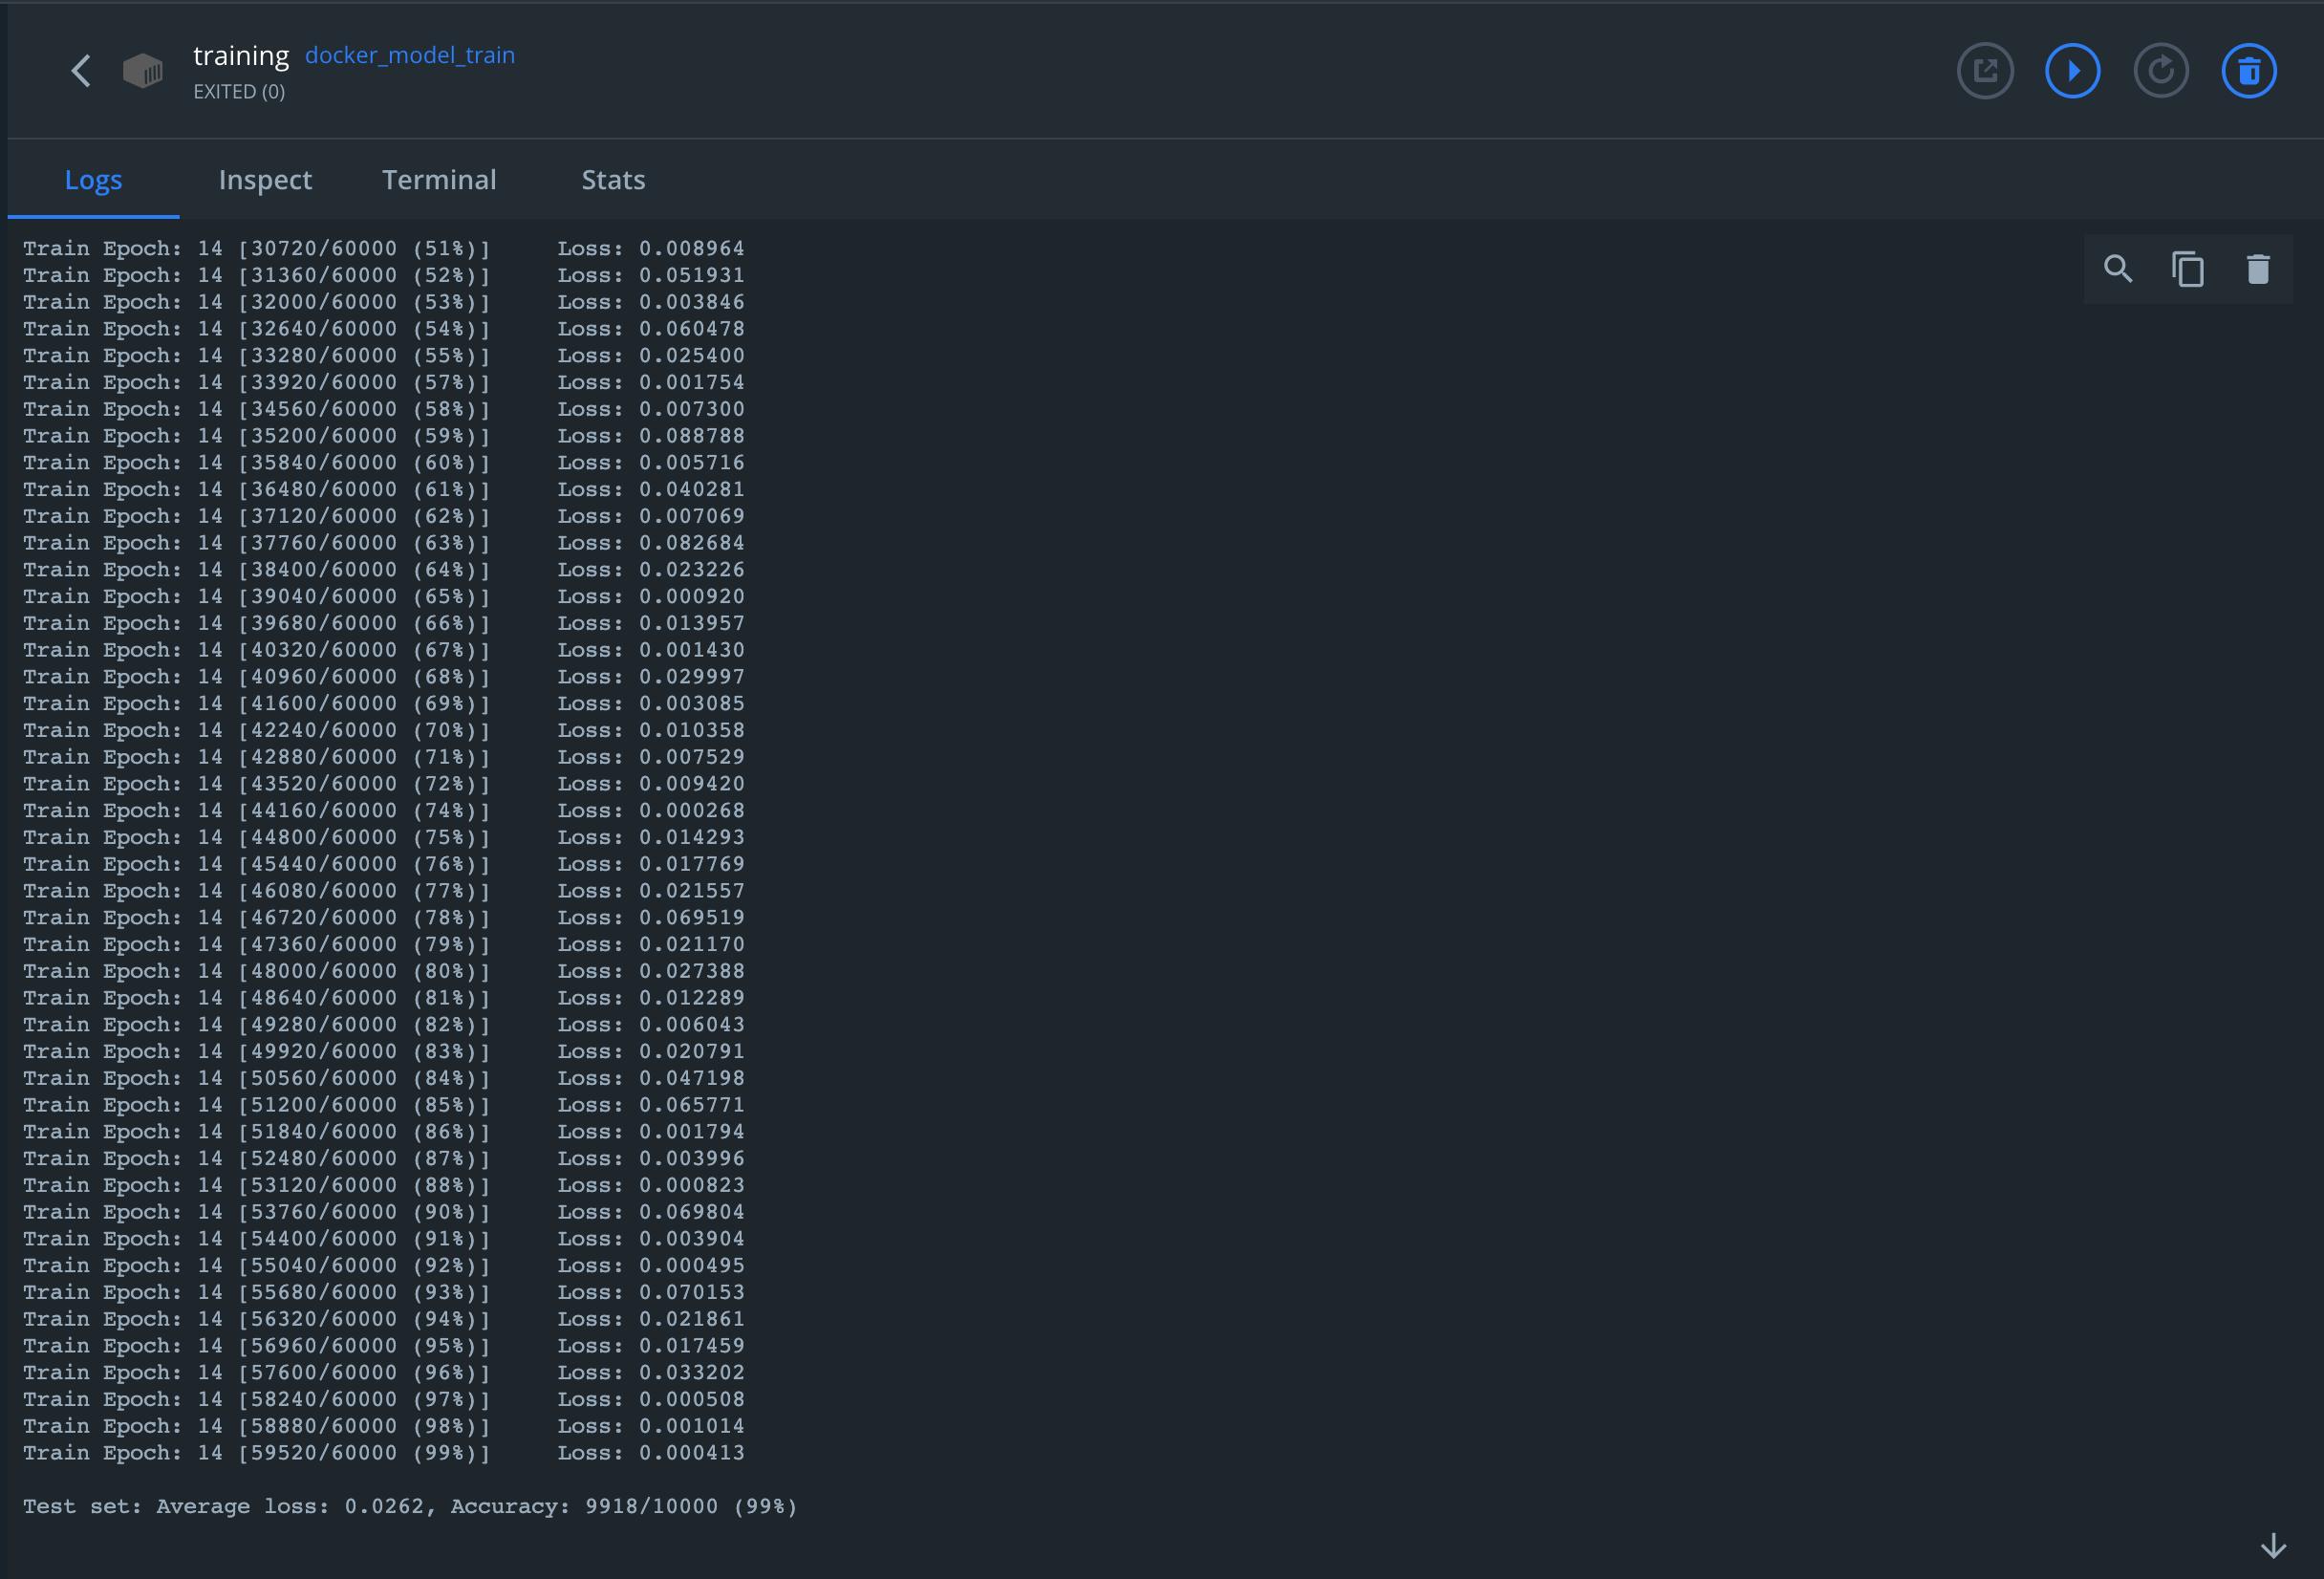 training docker_model_train
EXITED (0)
Logs Inspect Terminal Stats
Train Epoch: 14 [30720/60000 (51%)] Loss: 0.008964
Train Epoch: 14 [31360/60000 (52%)] Loss: 0.051931
Train Epoch: 14 [32000/60000 (53%)] Loss: 0.003846
Train Epoch: 14 [32640/60000 (54%)] Loss: 0.060478
Train Epoch: 14 [33280/60000 (55%)] Loss: 0.025400
Train Epoch: 14 [33920/60000 (57%)] Loss: 0.001754
Train Epoch: 14 [34560/60000 (58%)] Loss: 0.007300
Train Epoch: 14 [35200/60000 (59%)] Loss: 0.088788
Train Epoch: 14 [35840/60000 (60%)] Loss: 0.005716
Train Epoch: 14 [36480/60000 (61%)] Loss: 0.040281
Train Epoch: 14 [37120/60000 (62%)] Loss: 0.007069
Train Epoch: 14 [37760/60000 (63%)] Loss: 0.082684
Train Epoch: 14 [38400/60000 (64%)] Loss: 0.023226
Train Epoch: 14 [39040/60000 (65%)] Loss: 0.000920
Train Epoch: 14 [39680/60000 (66%)] Loss: 0.013957
Train Epoch: 14 [40320/60000 (67%)] Loss: 0.001430
Train Epoch: 14 [40960/60000 (68%)] Loss: 0.029997
Train Epoch: 14 [41600/60000 (69%)] Loss: 0.003085
Train Epoch: 14 [42240/60000 (70%)] Loss: 0.010358
Train Epoch: 14 [42880/60000 (71%)] Loss: 0.007529
Train Epoch: 14 [43520/60000 (72%)] Loss: 0.009420
Train Epoch: 14 [44160/60000 (74%)] Loss: 0.000268
Train Epoch: 14 [44800/60000 (75%)] Loss: 0.014293
Train Epoch: 14 [45440/60000 (76%)] Loss: 0.017769
Train Epoch: 14 [46080/60000 (77%)] Loss: 0.021557
Train Epoch: 14 [46720/60000 (78%)] Loss: 0.069519
Train Epoch: 14 [47360/60000 (79%)] Loss: 0.021170
Train Epoch: 14 [48000/60000 (80%)] Loss: 0.027388
Train Epoch: 14 [48640/60000 (81%)] Loss: 0.012289
Train Epoch: 14 [49280/60000 (82%)] Loss: 0.006043
Train Epoch: 14 [49920/60000 (83%)] Loss: 0.020791
Train Epoch: 14 [50560/60000 (84%)] Loss: 0.047198
Train Epoch: 14 [51200/60000 (85%)] Loss: 0.065771
Train Epoch: 14 [51840/60000 (86%)] Loss: 0.001794
Train Epoch: 14 [52480/60000 (87%)] Loss: 0.003996
Train Epoch: 14 [53120/60000 (88%)] Loss: 0.000823
Train Epoch: 14 [53760/60000 (90%)] Loss: 0.069804
Train Epoch: 14 [54400/60000 (91%)] Loss: 0.003904
Train Epoch: 14 [55040/60000 (92%)] Loss: 0.000495
Train Epoch: 14 [55680/60000 (93%)] Loss: 0.070153
Train Epoch: 14 [56320/60000 (94%)] Loss: 0.021861
Train Epoch: 14 [56960/60000 (95%)] Loss: 0.017459
Train Epoch: 14 [57600/60000 (96%)] Loss: 0.033202
Train Epoch: 14 [58240/60000 (97%)] Loss: 0.000508
Train Epoch: 14 [58880/60000 (98%)] Loss: 0.001014
Train Epoch: 14 [59520/60000 (99%)] Loss: 0.000413
Test set: Average loss: 0.0262, Accuracy: 9918/10000 (99%)